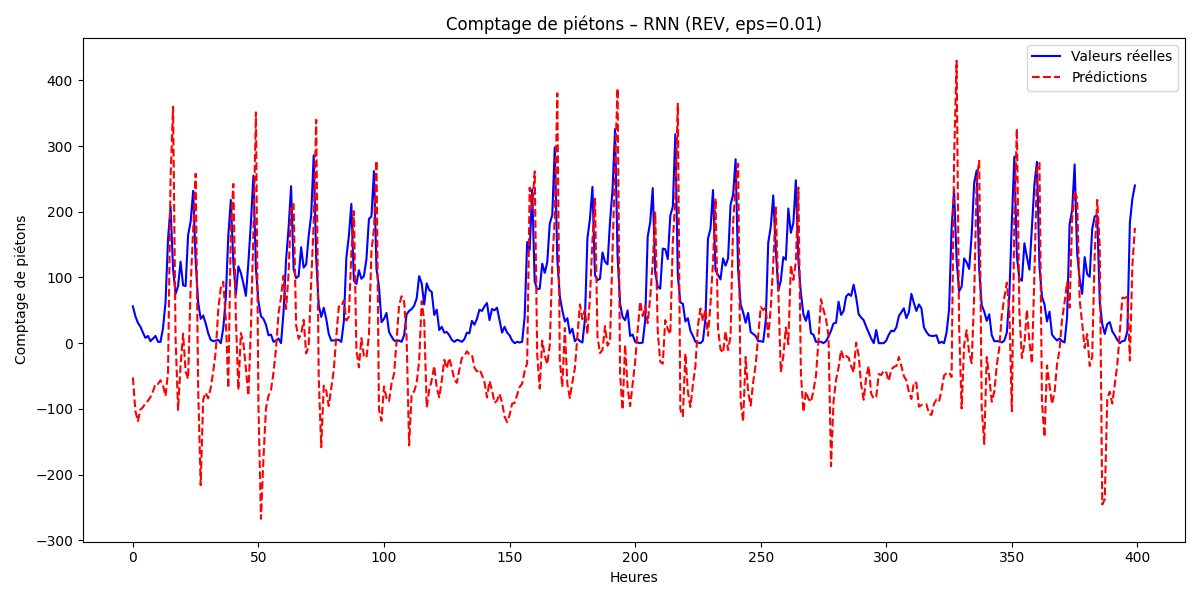 Comptage de piétons – RNN (REV, eps=0.01)
Valeurs réelles
Prédictions
Comptage de piétons
400
300
200
100
0
−100
−200
−300
0 50 100 150 200 250 300 350 400
Heures